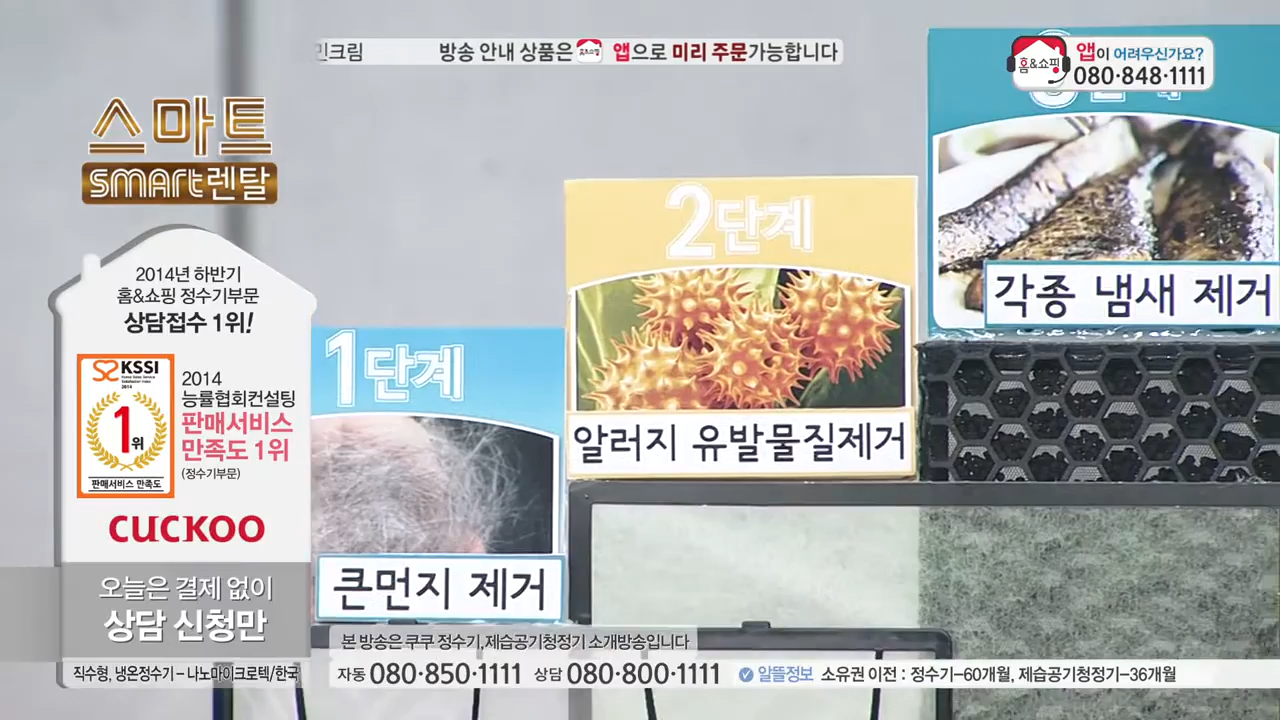 민크림 방송 안내 상품은 홈&쇼핑 앱으로 미리 주문가능합니다
홈&쇼핑
앱이 어려우신가요?
080·848·1111
스마트
smart렌탈
2014년 하반기
홈&쇼핑 정수기부문
상담접수 1위!
KSSI
2014
1위
판매서비스 만족도
2014
능률협회컨설팅
판매서비스
만족도 1위
(정수기부문)
CUCKOO
오늘은 결제 없이
상담 신청만
1단계
큰먼지 제거
2단계
알러지 유발물질제거
각종 냄새 제거
본 방송은 쿠쿠 정수기,제습공기청정기 소개방송입니다
직수형, 냉온정수기 – 나노마이크로텍/한국
자동 080·850·1111 상담 080·800·1111
알뜰정보 소유권 이전 : 정수기–60개월, 제습공기청정기–36개월